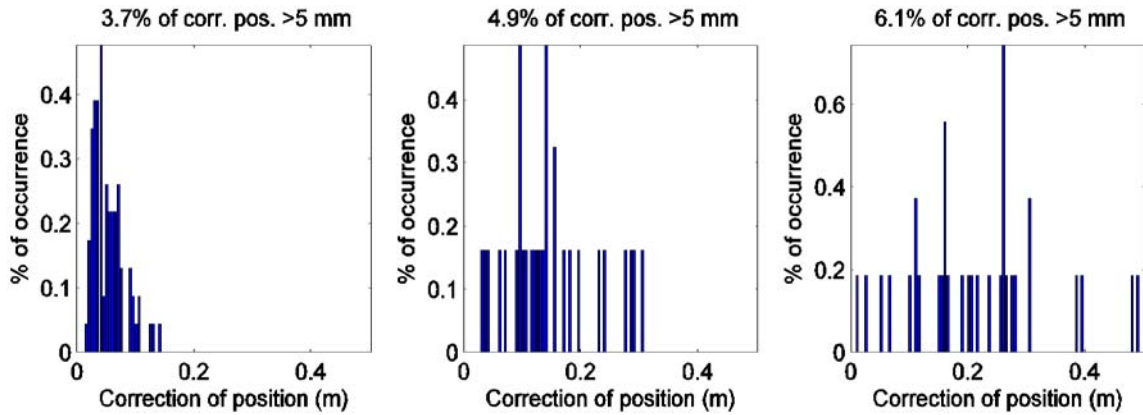 3.7% of corr. pos. >5 mm
4.9% of corr. pos. >5 mm
6.1% of corr. pos. >5 mm
% of occurrence
0.4
0.3
0.2
0.1
0
0
0.2
0.4
Correction of position (m)
% of occurrence
0.4
0.3
0.2
0.1
0
0
0.2
0.4
Correction of position (m)
% of occurrence
0.6
0.4
0.2
0
0
0.2
0.4
Correction of position (m)